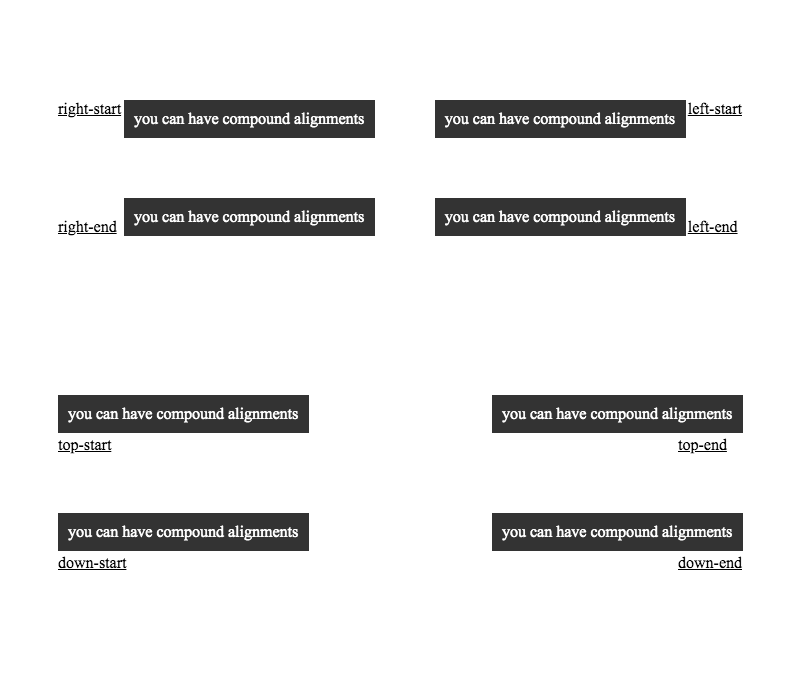 right-start you can have compound alignments you can have compound alignments left-start
right-end you can have compound alignments you can have compound alignments left-end
you can have compound alignments you can have compound alignments
top-start top-end
you can have compound alignments you can have compound alignments
down-start down-end